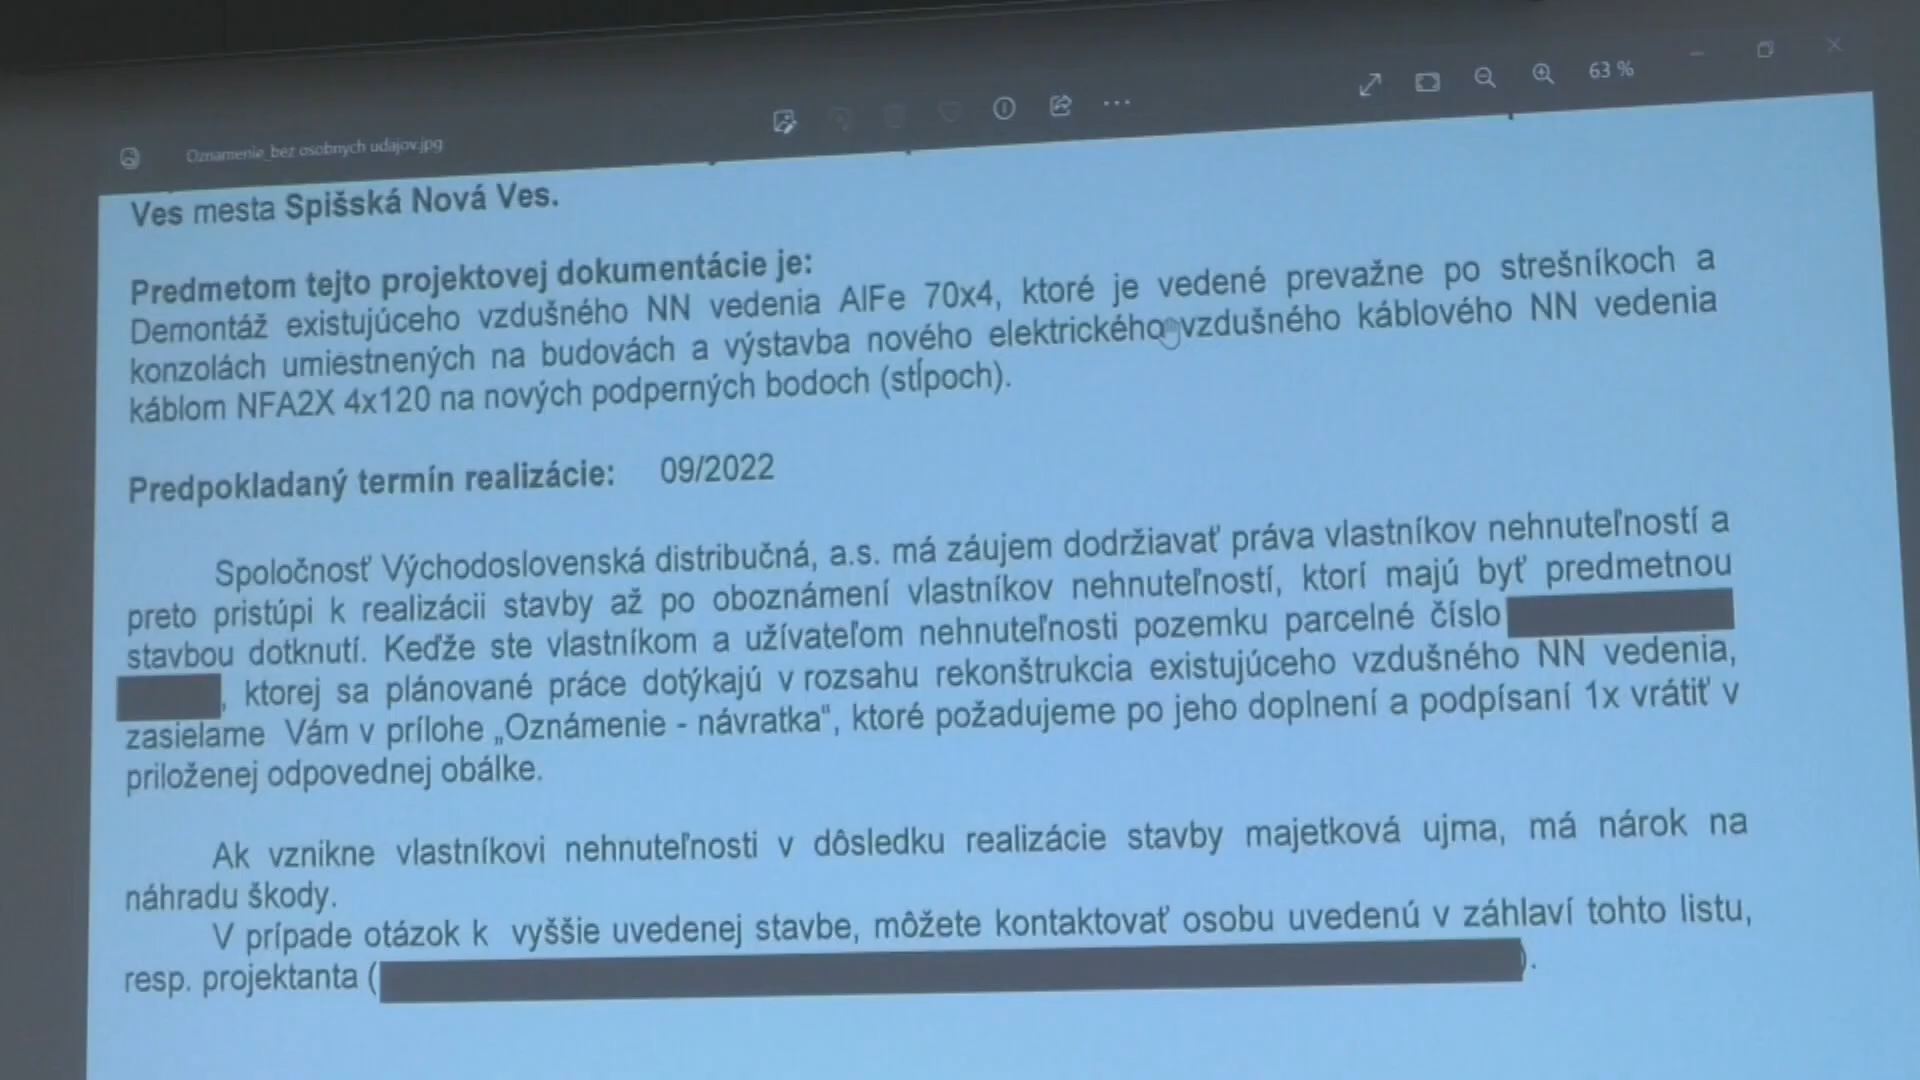 Oznamenie_bez osobnych udajov.jpg
63 %
Ves mesta Spišská Nová Ves.
Predmetom tejto projektovej dokumentácie je:
Demontáž existujúceho vzdušného NN vedenia AlFe 70x4, ktoré je vedené prevažne po strešníkoch a
konzolách umiestnených na budovách a výstavba nového elektrického vzdušného káblového NN vedenia
káblom NFA2X 4x120 na nových podperných bodoch (stĺpoch).
Predpokladaný termín realizácie: 09/2022
Spoločnosť Východoslovenská distribučná, a.s. má záujem dodržiavať práva vlastníkov nehnuteľností a
preto pristúpi k realizácii stavby až po oboznámení vlastníkov nehnuteľností, ktorí majú byť predmetnou
stavbou dotknutí. Keďže ste vlastníkom a užívateľom nehnuteľnosti pozemku parcelné číslo
, ktorej sa plánované práce dotýkajú v rozsahu rekonštrukcia existujúceho vzdušného NN vedenia,
zasielame Vám v prílohe „Oznámenie - návratka", ktoré požadujeme po jeho doplnení a podpísaní 1x vrátiť v
priloženej odpovednej obálke.
Ak vznikne vlastníkovi nehnuteľnosti v dôsledku realizácie stavby majetková ujma, má nárok na
náhradu škody.
V prípade otázok k vyššie uvedenej stavbe, môžete kontaktovať osobu uvedenú v záhlaví tohto listu,
resp. projektanta ( ).